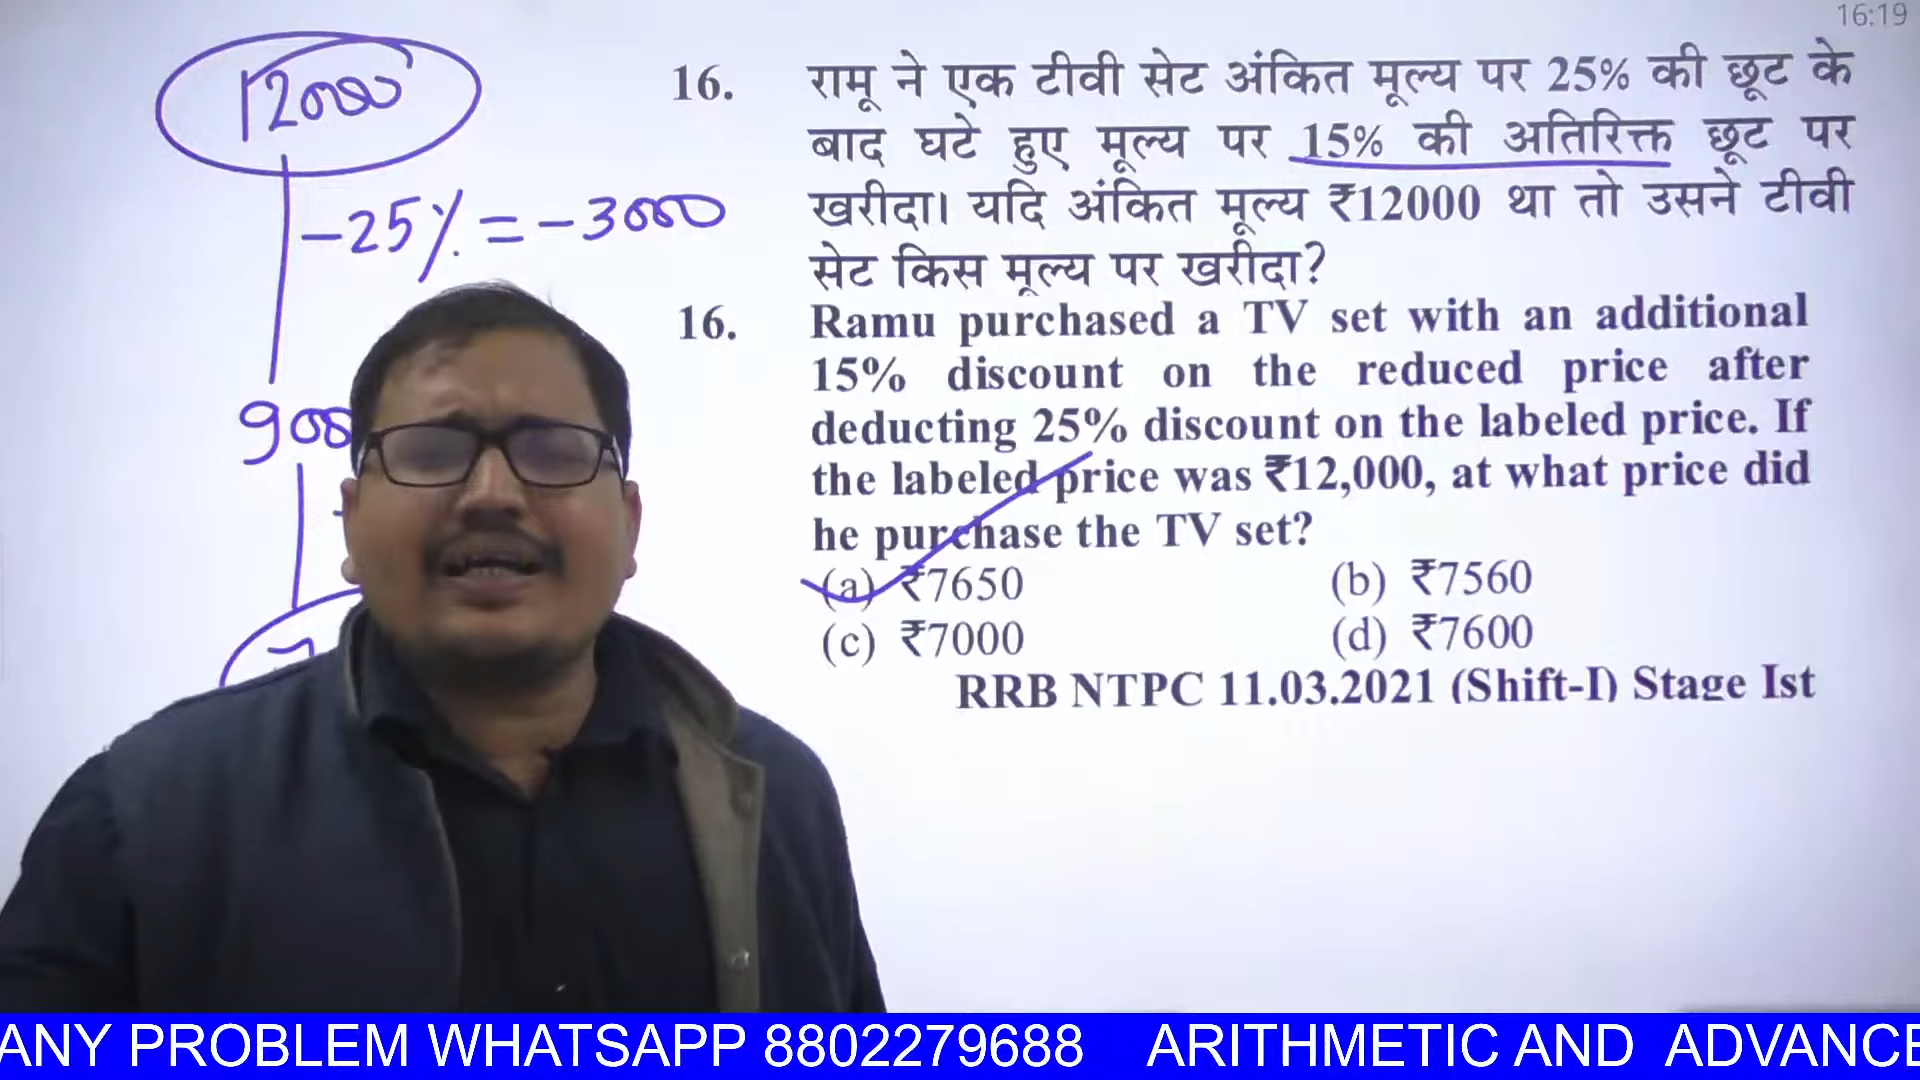 16:19
12000
-25% = -3000
900
7
16. रामू ने एक टीवी सेट अंकित मूल्य पर 25% की छूट के
बाद घटे हुए मूल्य पर 15% की अतिरिक्त छूट पर
खरीदा। यदि अंकित मूल्य ₹12000 था तो उसने टीवी
सेट किस मूल्य पर खरीदा?
16. Ramu purchased a TV set with an additional
15% discount on the reduced price after
deducting 25% discount on the labeled price. If
the labeled price was ₹12,000, at what price did
he purchase the TV set?
(a) ₹7650 (b) ₹7560
(c) ₹7000 (d) ₹7600
RRB NTPC 11.03.2021 (Shift-I) Stage Ist
ANY PROBLEM WHATSAPP 8802279688 ARITHMETIC AND ADVANCE